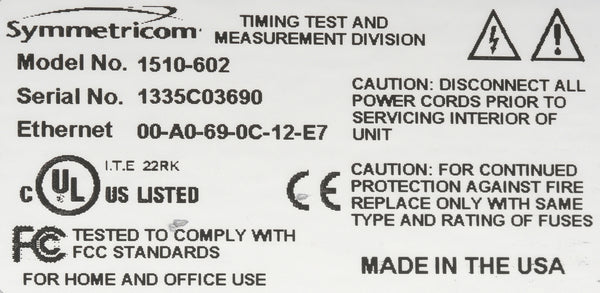 Symmetricom
TIMING TEST AND
MEASUREMENT DIVISION
Model No. 1510-602
Serial No. 1335C03690
Ethernet 00-A0-69-0C-12-E7
CAUTION: DISCONNECT ALL
POWER CORDS PRIOR TO
SERVICING INTERIOR OF
UNIT
I.T.E 22RK
C UL US LISTED
CE
CAUTION: FOR CONTINUED
PROTECTION AGAINST FIRE
REPLACE ONLY WITH SAME
TYPE AND RATING OF FUSES
FC TESTED TO COMPLY WITH
FCC STANDARDS
FOR HOME AND OFFICE USE
MADE IN THE USA